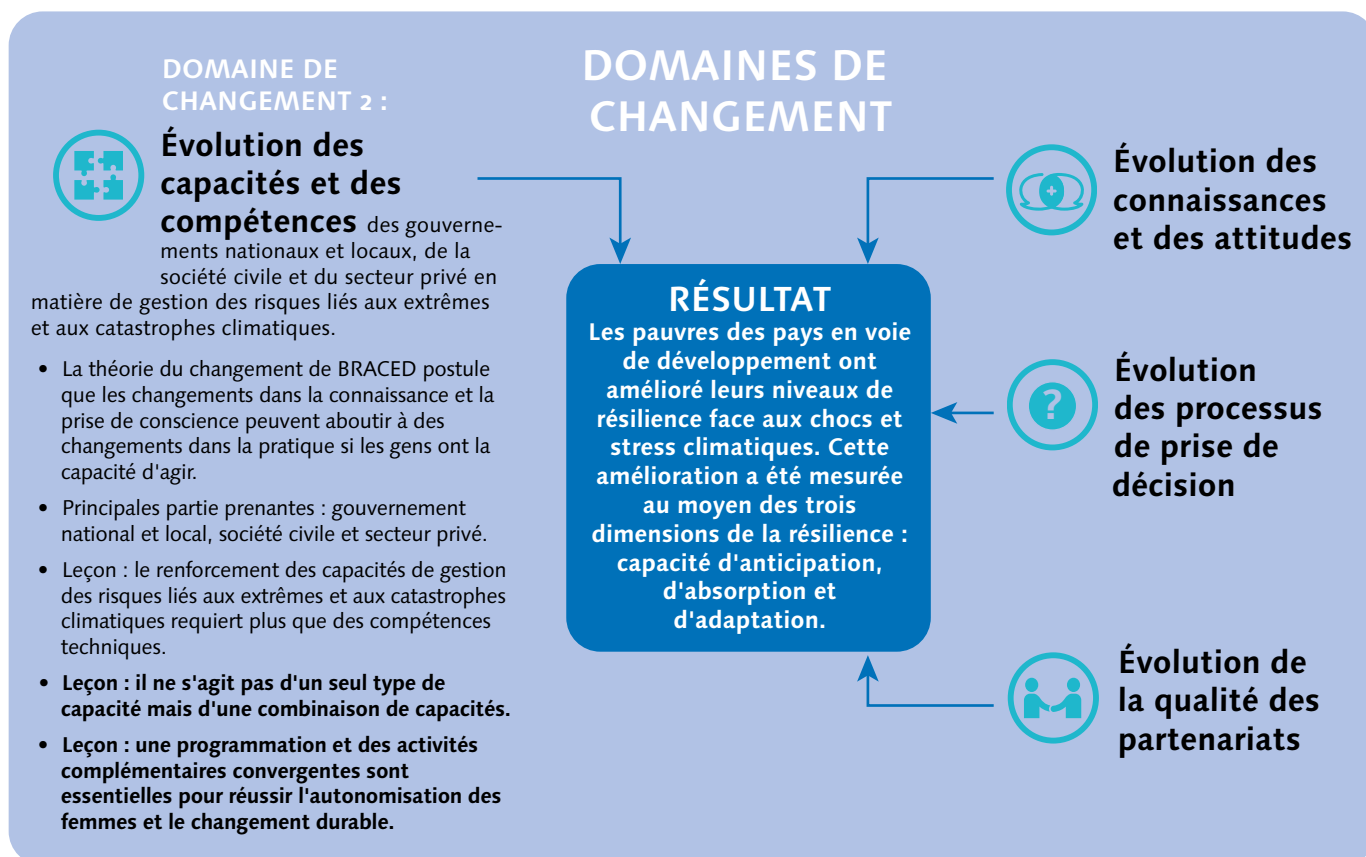 DOMAINES DE
CHANGEMENT
DOMAINE DE
CHANGEMENT 2 :
Évolution des
capacités et des
compétences des gouverne-
ments nationaux et locaux, de la
société civile et du secteur privé en
matière de gestion des risques liés aux extrêmes
et aux catastrophes climatiques.
• La théorie du changement de BRACED postule
que les changements dans la connaissance et la
prise de conscience peuvent aboutir à des
changements dans la pratique si les gens ont la
capacité d'agir.
• Principales partie prenantes : gouvernement
national et local, société civile et secteur privé.
• Leçon : le renforcement des capacités de gestion
des risques liés aux extrêmes et aux catastrophes
climatiques requiert plus que des compétences
techniques.
• Leçon : il ne s'agit pas d'un seul type de
capacité mais d'une combinaison de capacités.
• Leçon : une programmation et des activités
complémentaires convergentes sont
essentielles pour réussir l'autonomisation des
femmes et le changement durable.
RÉSULTAT
Les pauvres des pays en voie
de développement ont
amélioré leurs niveaux de
résilience face aux chocs et
stress climatiques. Cette
amélioration a été mesurée
au moyen des trois
dimensions de la résilience :
capacité d'anticipation,
d'absorption et
d'adaptation.
Évolution des
connaissances
et des attitudes
?
Évolution
des processus
de prise de
décision
Évolution de
la qualité des
partenariats